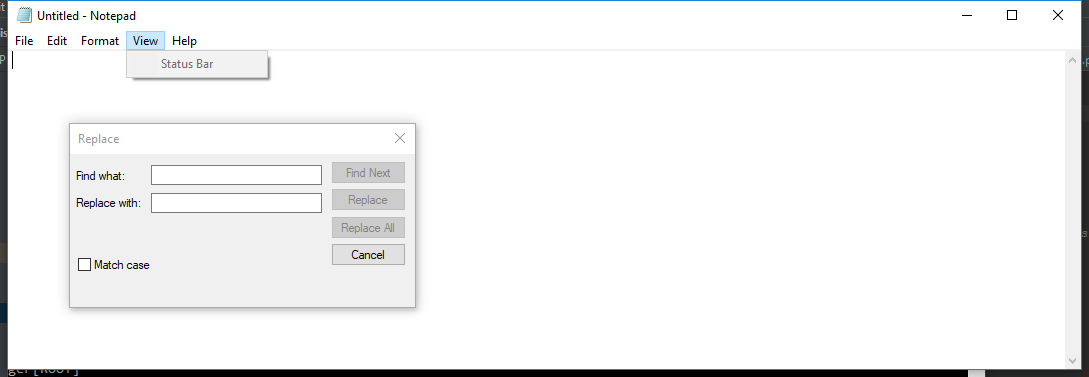 Untitled - Notepad
File Edit Format View Help
Status Bar
Replace
Find what:
Find Next
Replace with:
Replace
Replace All
Cancel
Match case